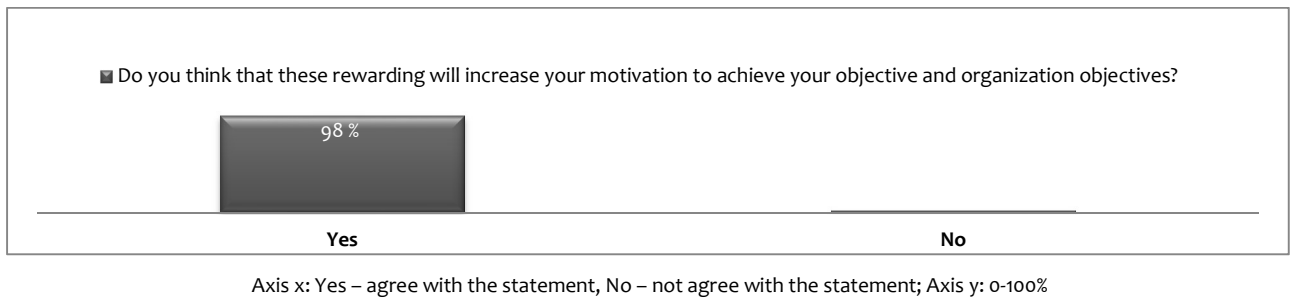 Do you think that these rewarding will increase your motivation to achieve your objective and organization objectives?
98 %
Yes No
Axis x: Yes – agree with the statement, No – not agree with the statement; Axis y: 0-100%